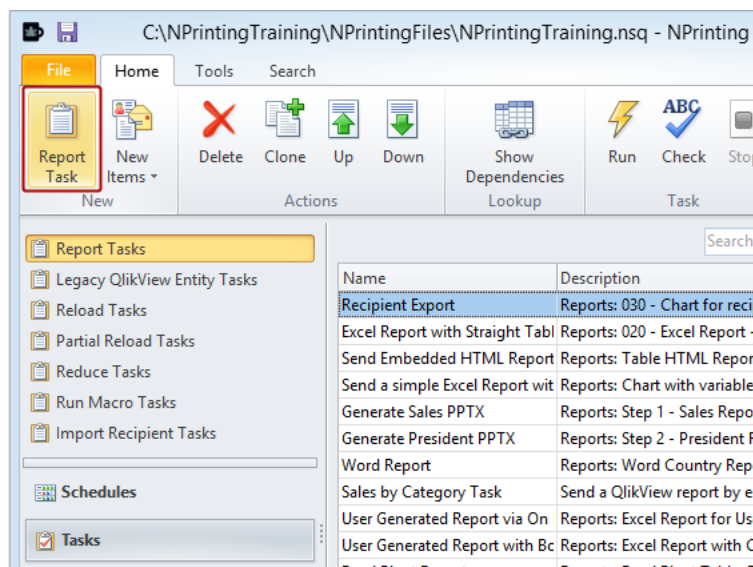 C:\NPrintingTraining\NPrintingFiles\NPrintingTraining.nsq - NPrinting
File Home Tools Search
Report Task
New Items
Delete
Clone
Up
Down
Show Dependencies
Run
Check
Sto
New
Actions
Lookup
Task
Search
Report Tasks
Legacy QlikView Entity Tasks
Reload Tasks
Partial Reload Tasks
Reduce Tasks
Run Macro Tasks
Import Recipient Tasks
Schedules
Tasks
Name Description
Recipient Export Reports: 030 - Chart for reci
Excel Report with Straight Tabl Reports: 020 - Excel Report -
Send Embedded HTML Report Reports: Table HTML Repor
Send a simple Excel Report wit Reports: Chart with variable
Generate Sales PPTX Reports: Step 1 - Sales Repo
Generate President PPTX Reports: Step 2 - President
Word Report Reports: Word Country Rep
Sales by Category Task Send a QlikView report by e
User Generated Report via On Reports: Excel Report for Us
User Generated Report with Bc Reports: Excel Report with